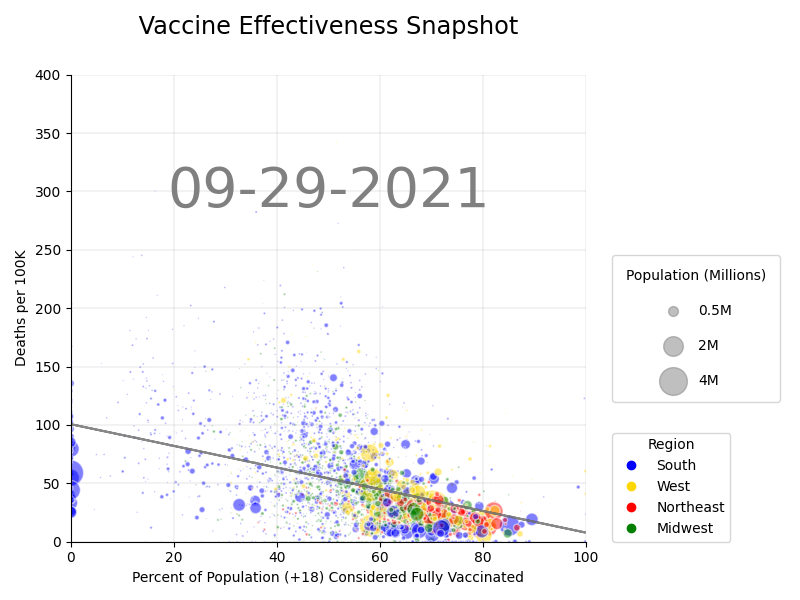 Vaccine Effectiveness Snapshot
400
350
300
250
200
150
100
50
0
Deaths per 100K
09-29-2021
0 20 40 60 80 100
Percent of Population (+18) Considered Fully Vaccinated
Population (Millions)
0.5M
2M
4M
Region
South
West
Northeast
Midwest